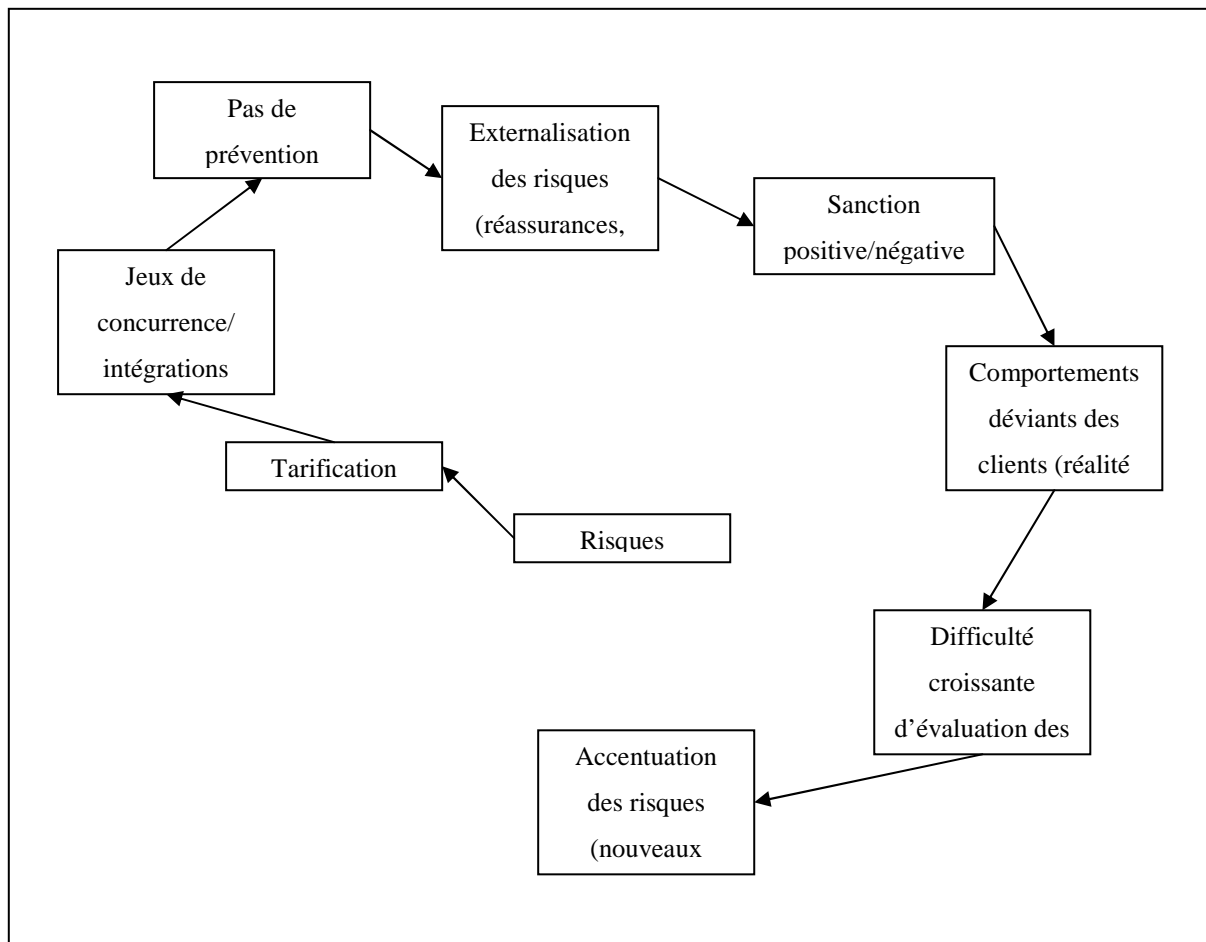 Pas de
prévention
Externalisation
des risques
(réassurances,
Sanction
positive/négative
Jeux de
concurrence/
intégrations
Comportements
déviants des
clients (réalité
Tarification
Risques
Difficulté
croissante
d’évaluation des
Accentuation
des risques
(nouveaux